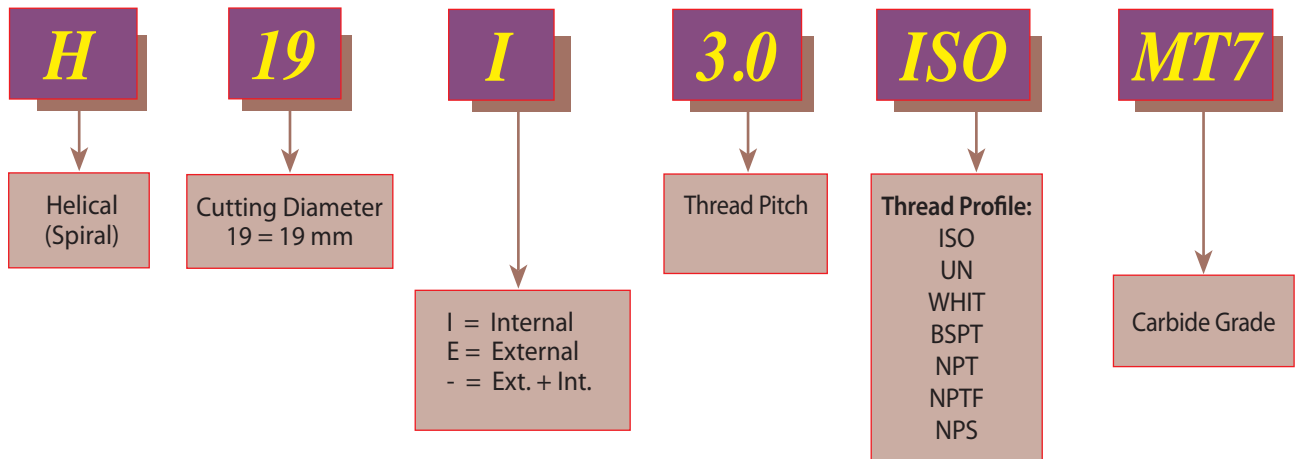 H 19 I 3.0 ISO MT7
Helical
(Spiral)
Cutting Diameter
19 = 19 mm
I = Internal
E = External
- = Ext. + Int.
Thread Pitch
Thread Profile:
ISO
UN
WHIT
BSPT
NPT
NPTF
NPS
Carbide Grade